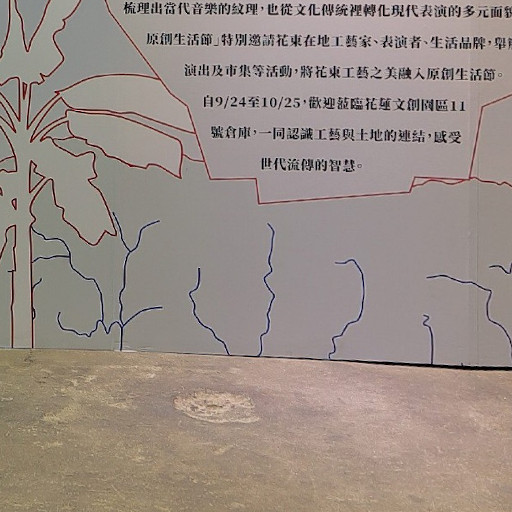 梳理出當代音樂的紋理，也從文化傳統裡轉化現代表演的多元面貌
原創生活節」特別邀請花東在地工藝家、表演者、生活品牌，舉辦
演出及市集等活動，將花東工藝之美融入原創生活節。
自9/24至10/25，歡迎蒞臨花蓮文創園區11
號倉庫，一同認識工藝與土地的連結，感受
世代流傳的智慧。